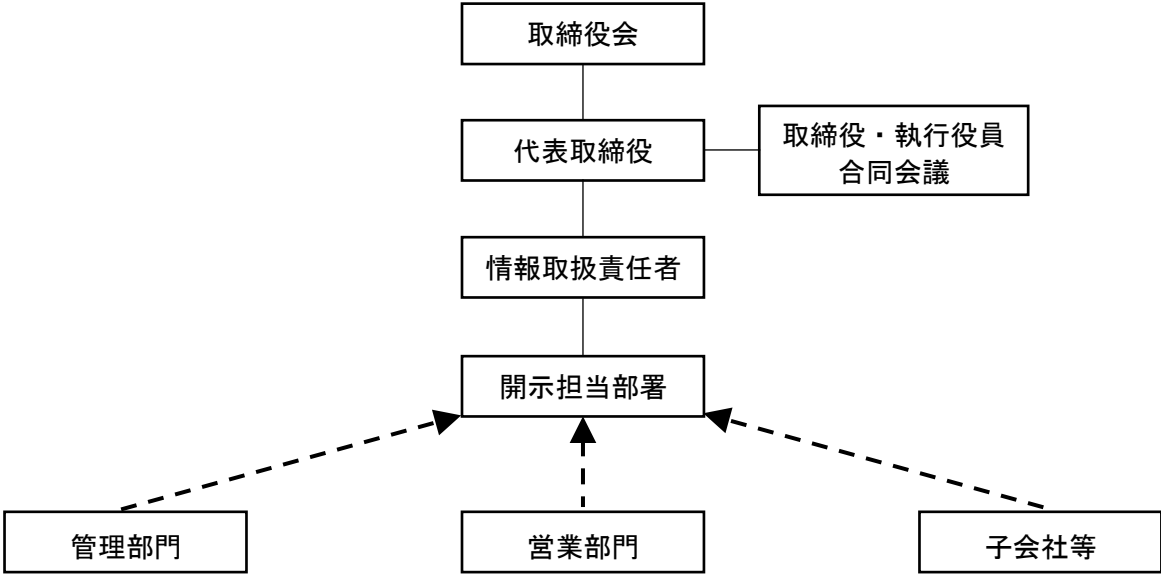 取締役会
代表取締役
取締役・執行役員
合同会議
情報取扱責任者
開示担当部署
管理部門
営業部門
子会社等